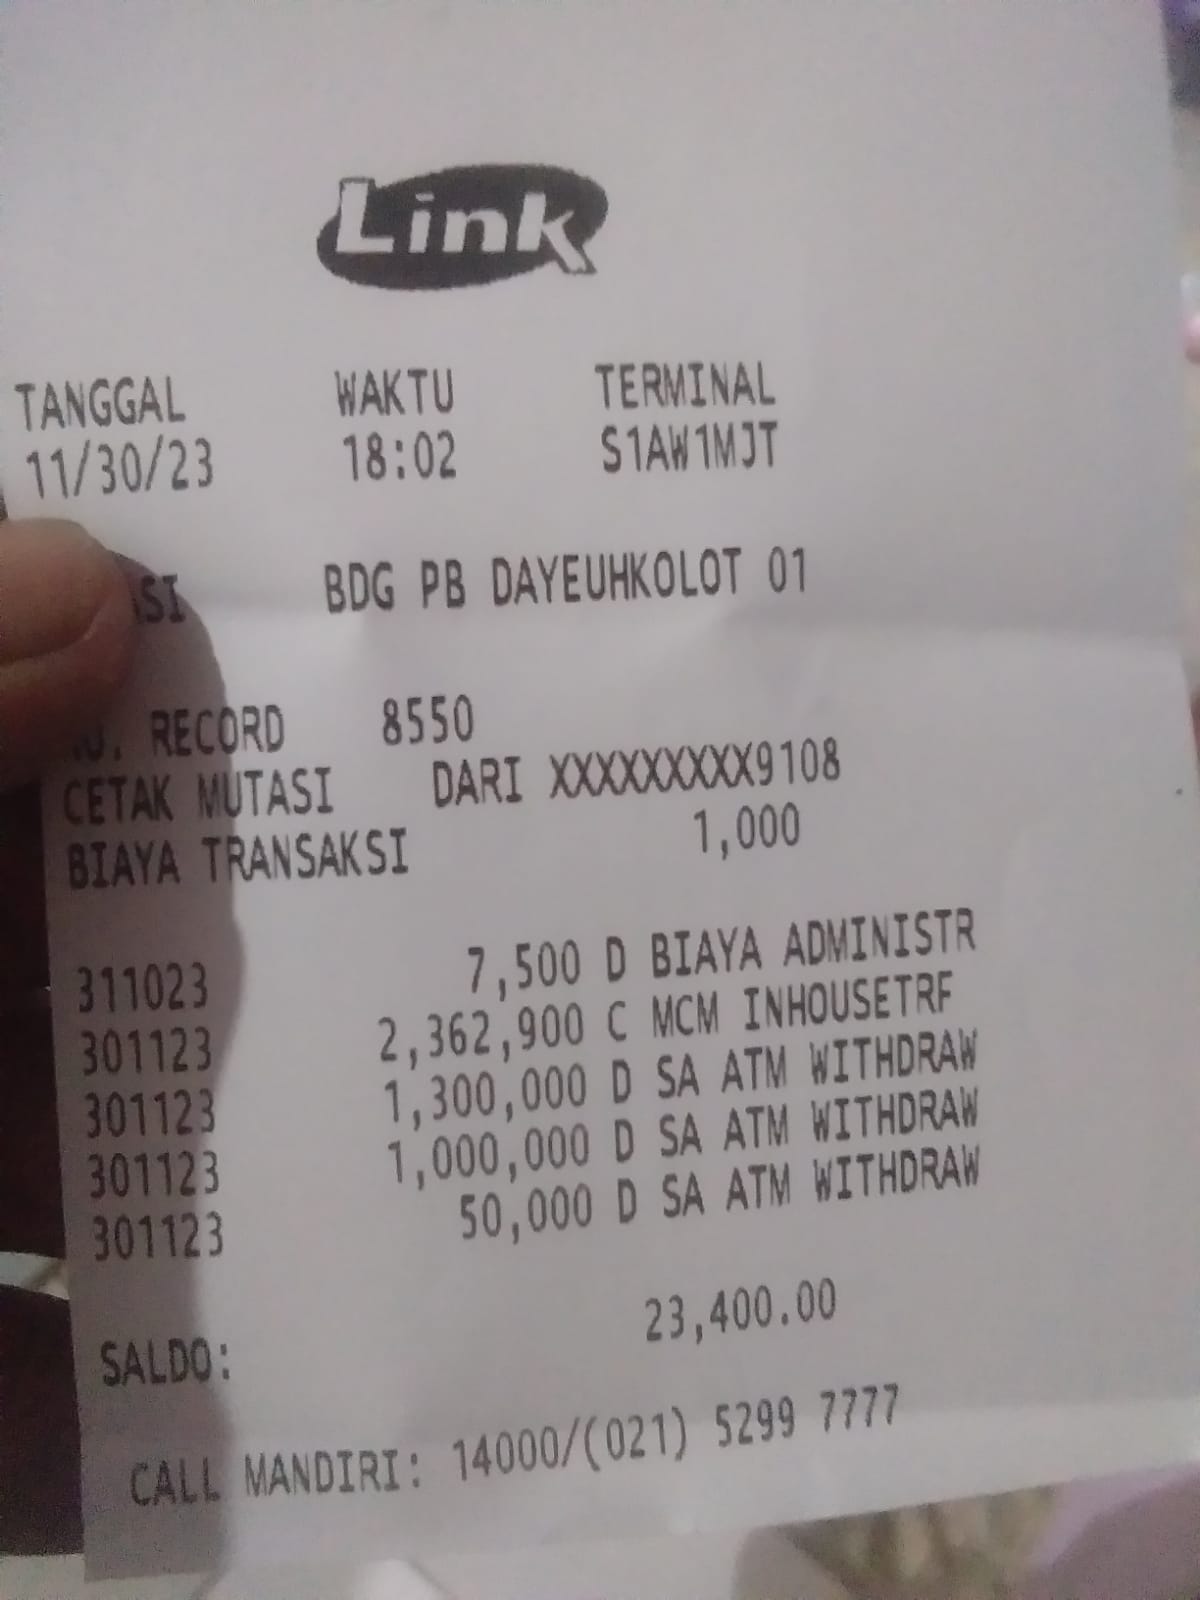 Link
TANGGAL WAKTU TERMINAL
11/30/23 18:02 S1AW1MJT
BDG PB DAYEUHKOLOT 01
RECORD 8550
CETAK MUTASI DARI XXXXXXXXX9108
BIAYA TRANSAKSI 1,000
311023 7,500 D BIAYA ADMINISTR
301123 2,362,900 C MCM INHOUSETRF
301123 1,300,000 D SA ATM WITHDRAW
301123 1,000,000 D SA ATM WITHDRAW
301123 50,000 D SA ATM WITHDRAW
SALDO: 23,400.00
CALL MANDIRI: 14000/(021) 5299 7777